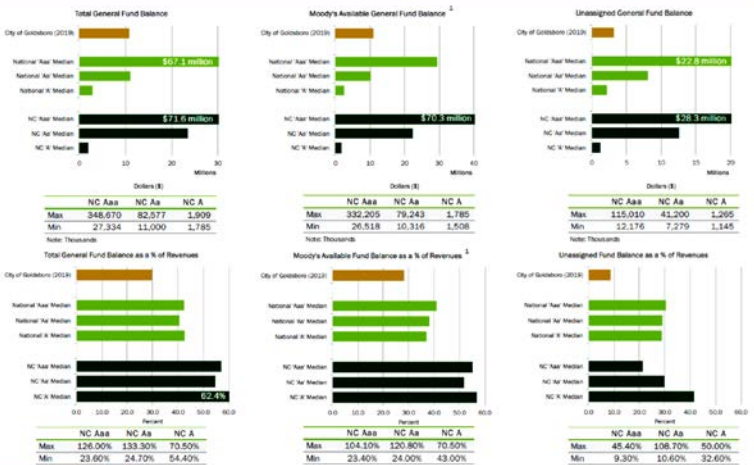 Total General Fund Balance
City of Goldsboro (2019)
National 'Aaa' Median
$67.1 million
National 'Aa' Median
National 'A' Median
NC 'Aaa' Median
$71.6 million
NC 'Aa' Median
NC 'A' Median
0 10 20 30
Millions
Dollars ($)
NC Aaa NC Aa NC A
Max 348,670 82,577 1,909
Min 27,334 11,000 1,785
Note: Thousands
Moody's Available General Fund Balance 1
City of Goldsboro (2019)
National 'Aaa' Median
National 'Aa' Median
National 'A' Median
NC 'Aaa' Median
$70.3 million
NC 'Aa' Median
NC 'A' Median
0 10 20 30 40
Millions
Dollars ($)
NC Aaa NC Aa NC A
Max 332,205 79,243 1,785
Min 26,518 10,316 1,508
Note: Thousands
Unassigned General Fund Balance
City of Goldsboro (2019)
National 'Aaa' Median
$22.8 million
National 'Aa' Median
National 'A' Median
NC 'Aaa' Median
$28.3 million
NC 'Aa' Median
NC 'A' Median
0 5 10 15 20
Millions
Dollars ($)
NC Aaa NC Aa NC A
Max 115,010 41,200 1,265
Min 12,176 7,279 1,145
Note: Thousands
Total General Fund Balance as a % of Revenues
City of Goldsboro (2019)
National 'Aaa' Median
National 'Aa' Median
National 'A' Median
NC 'Aaa' Median
NC 'Aa' Median
NC 'A' Median
62.4%
0.0 10.0 20.0 30.0 40.0 50.0 60.0
Percent
NC Aaa NC Aa NC A
Max 126.00% 133.30% 70.50%
Min 23.60% 24.70% 54.40%
Moody's Available Fund Balance as a % of Revenues 1
City of Goldsboro (2019)
National 'Aaa' Median
National 'Aa' Median
National 'A' Median
NC 'Aaa' Median
NC 'Aa' Median
NC 'A' Median
0.0 10.0 20.0 30.0 40.0 50.0 60.0
Percent
NC Aaa NC Aa NC A
Max 104.10% 120.80% 70.50%
Min 23.40% 24.00% 43.00%
Unassigned Fund Balance as a % of Revenues
City of Goldsboro (2019)
National 'Aaa' Median
National 'Aa' Median
National 'A' Median
NC 'Aaa' Median
NC 'Aa' Median
NC 'A' Median
0.0 10.0 20.0 30.0 40.0 50.0 60.0
Percent
NC Aaa NC Aa NC A
Max 45.40% 108.70% 50.00%
Min 9.30% 10.60% 32.60%